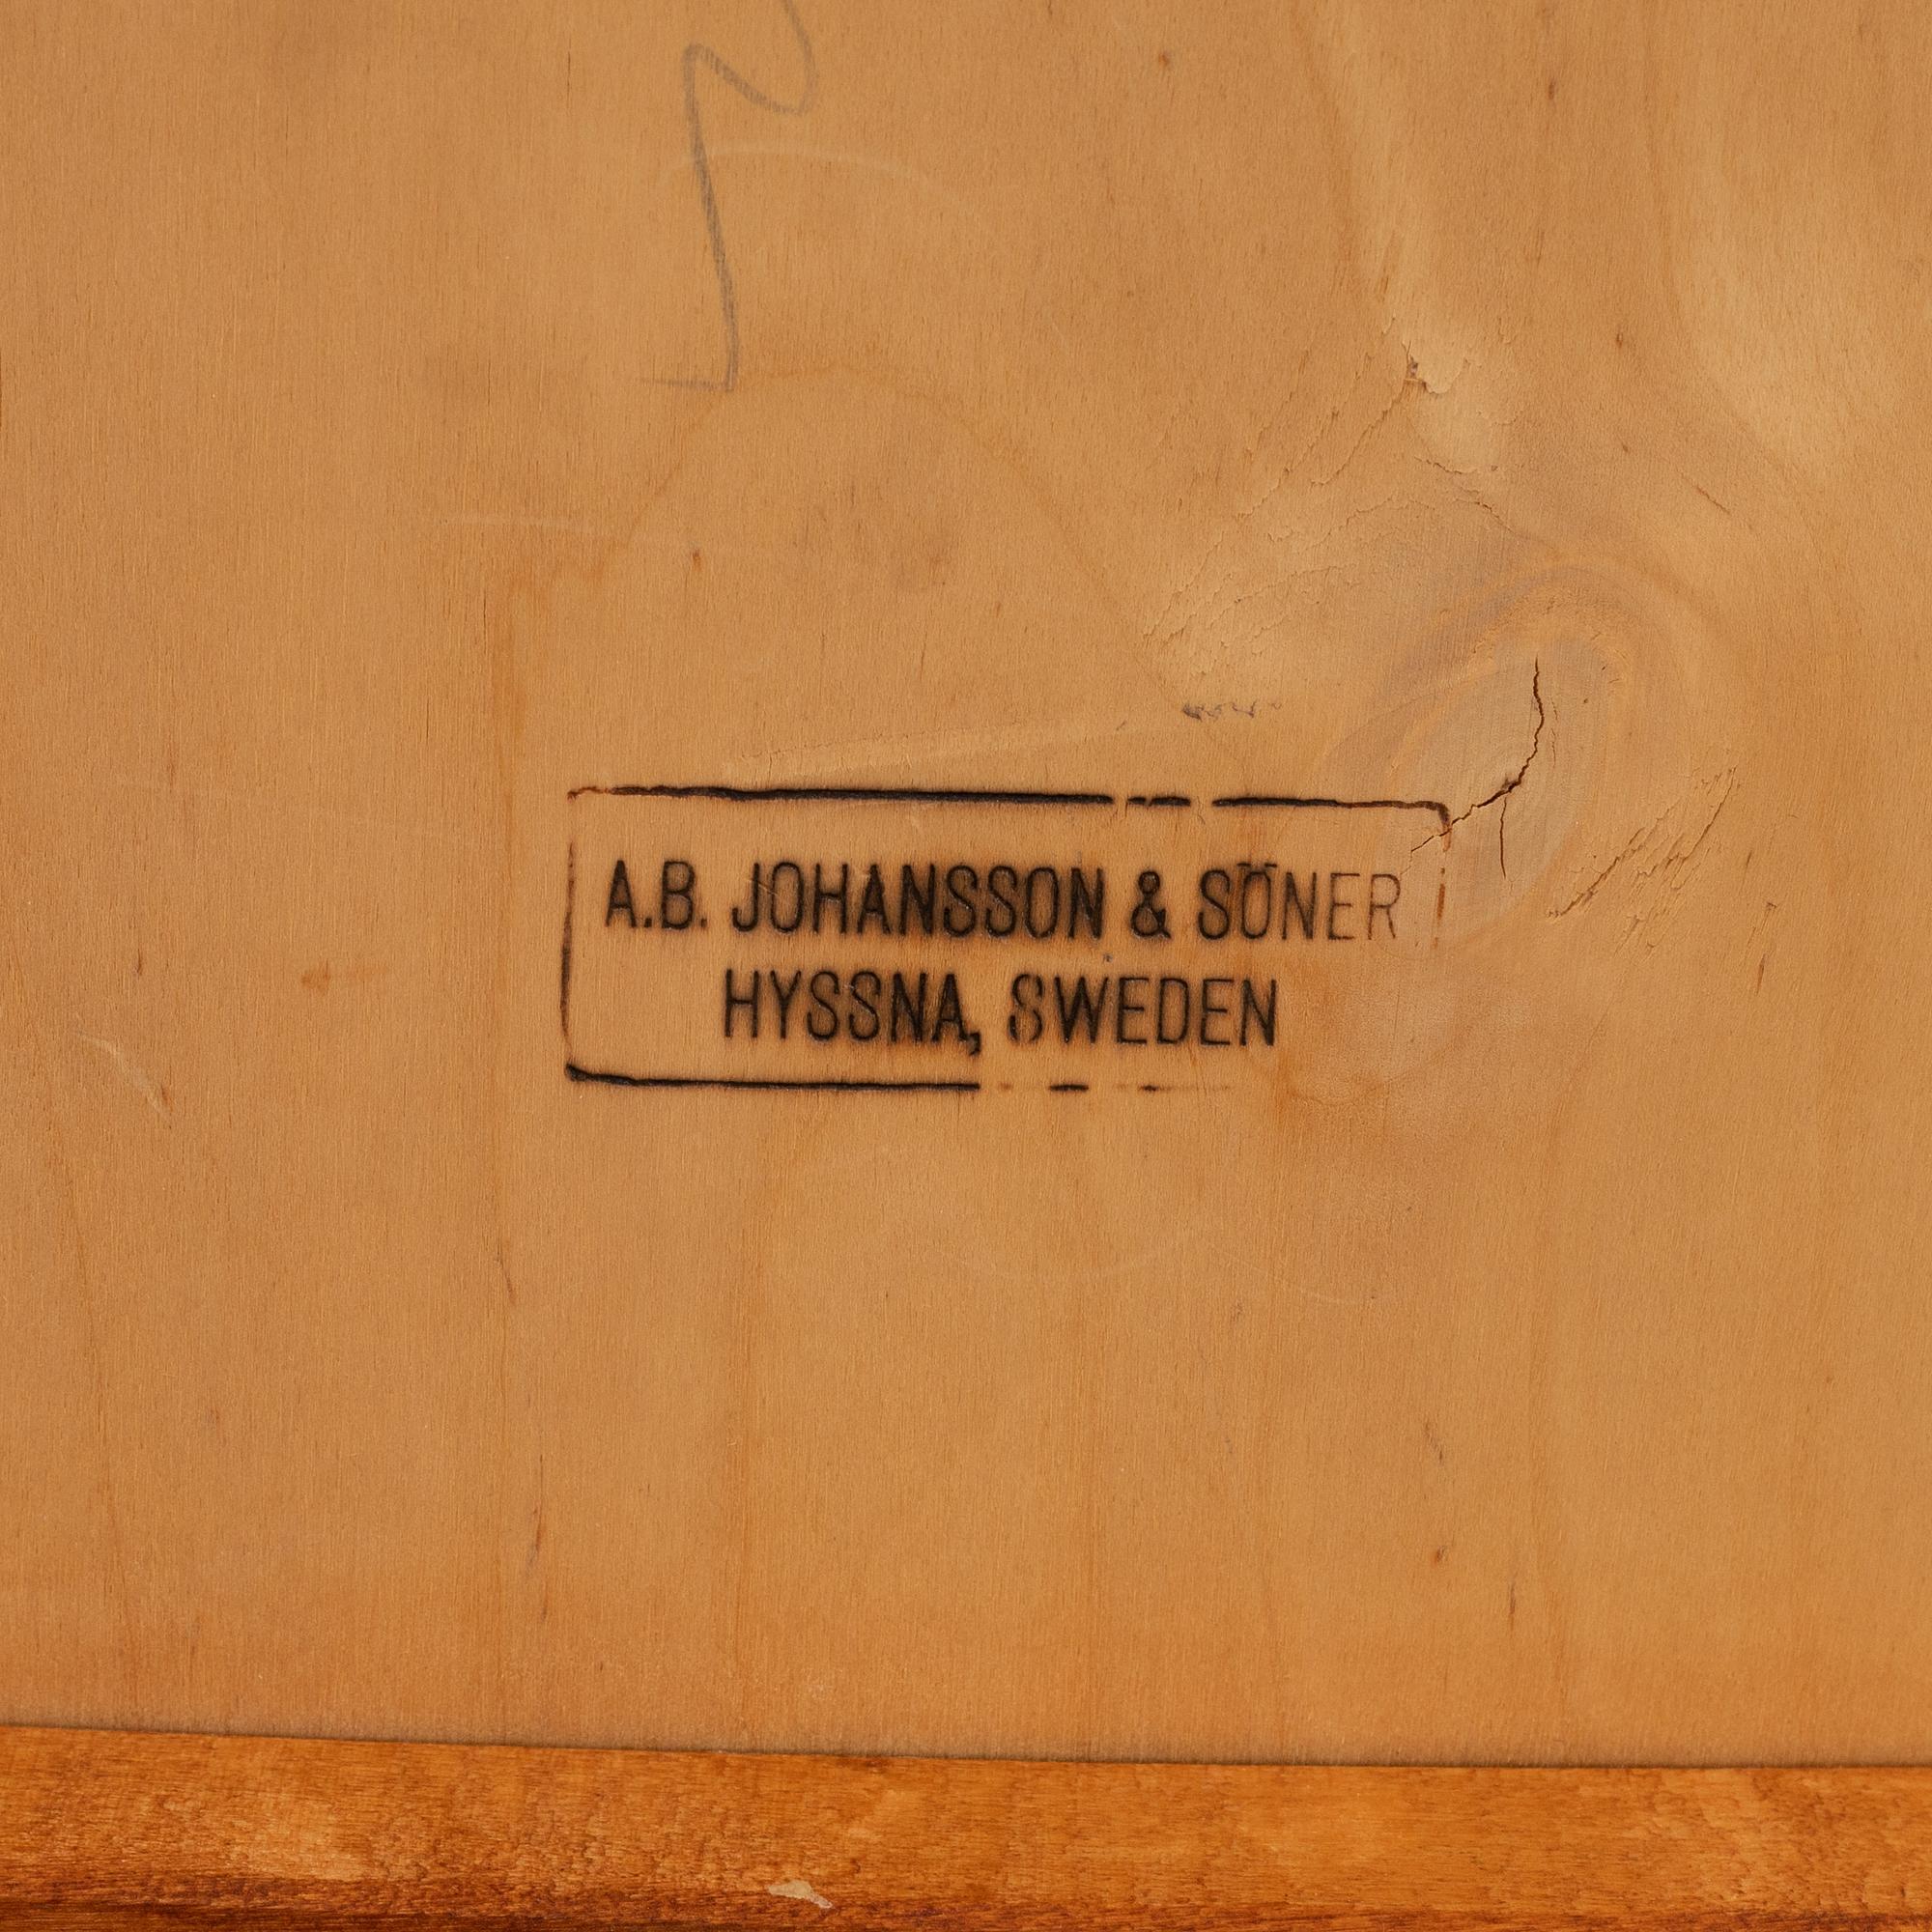 A.B. JOHANSSON & SÖNER
HYSSNA, SWEDEN